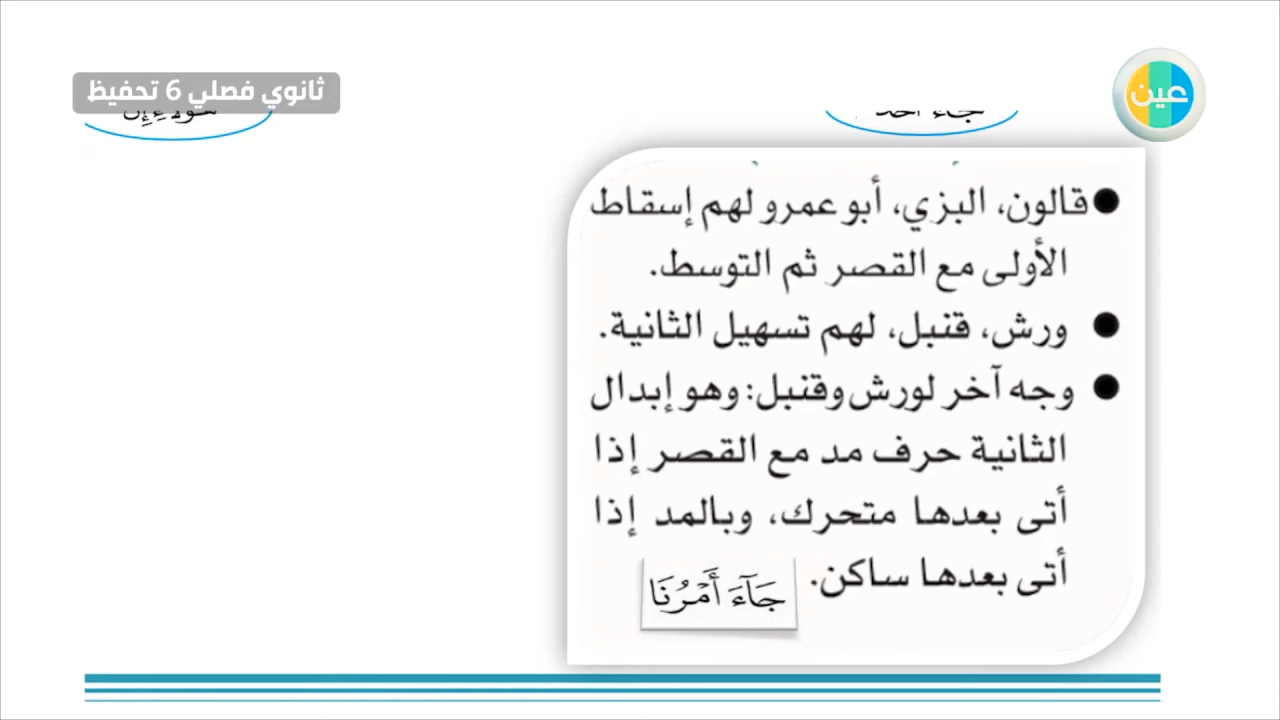 ثانوي فصلي 6 تحفيظ
عين
● قالون، البزي، أبو عمرو لهم إسقاط
الأولى مع القصر ثم التوسط.
● ورش، قنبل، لهم تسهيل الثانية.
● وجه آخر لورش وقنبل: وهو إبدال
الثانية حرف مد مع القصر إذا
أتى بعدها متحرك، وبالمد إذا
أتى بعدها ساكن.
جَآءَ أَمْرُنَا